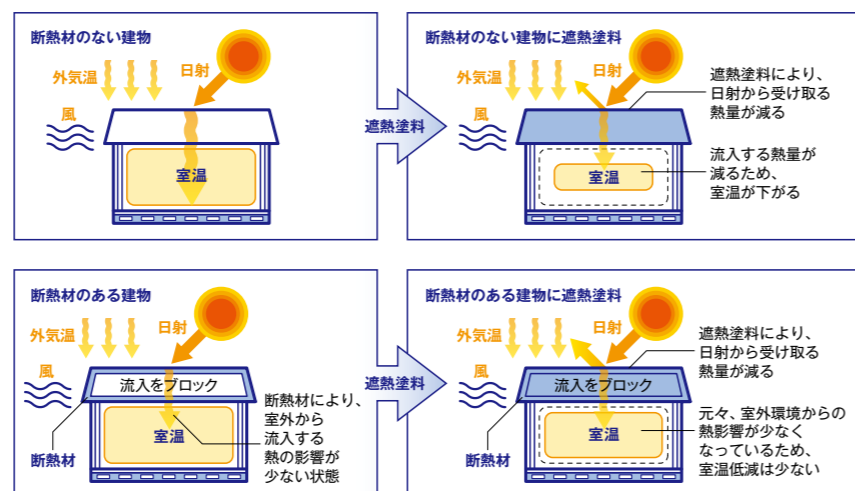 断熱材のない建物
日射
外気温
風
室温
遮熱塗料
断熱材のない建物に遮熱塗料
日射
外気温
風
室温
遮熱塗料により、
日射から受け取る
熱量が減る
流入する熱量が
減るため、
室温が下がる
断熱材のある建物
日射
外気温
風
流入をブロック
室温
断熱材
断熱材により、
室外から
流入する
熱の影響が
少ない状態
遮熱塗料
断熱材のある建物に遮熱塗料
日射
外気温
風
流入をブロック
室温
断熱材
遮熱塗料により、
日射から受け取る
熱量が減る
元々、室外環境からの
熱影響が少なく
なっているため、
室温低減は少ない